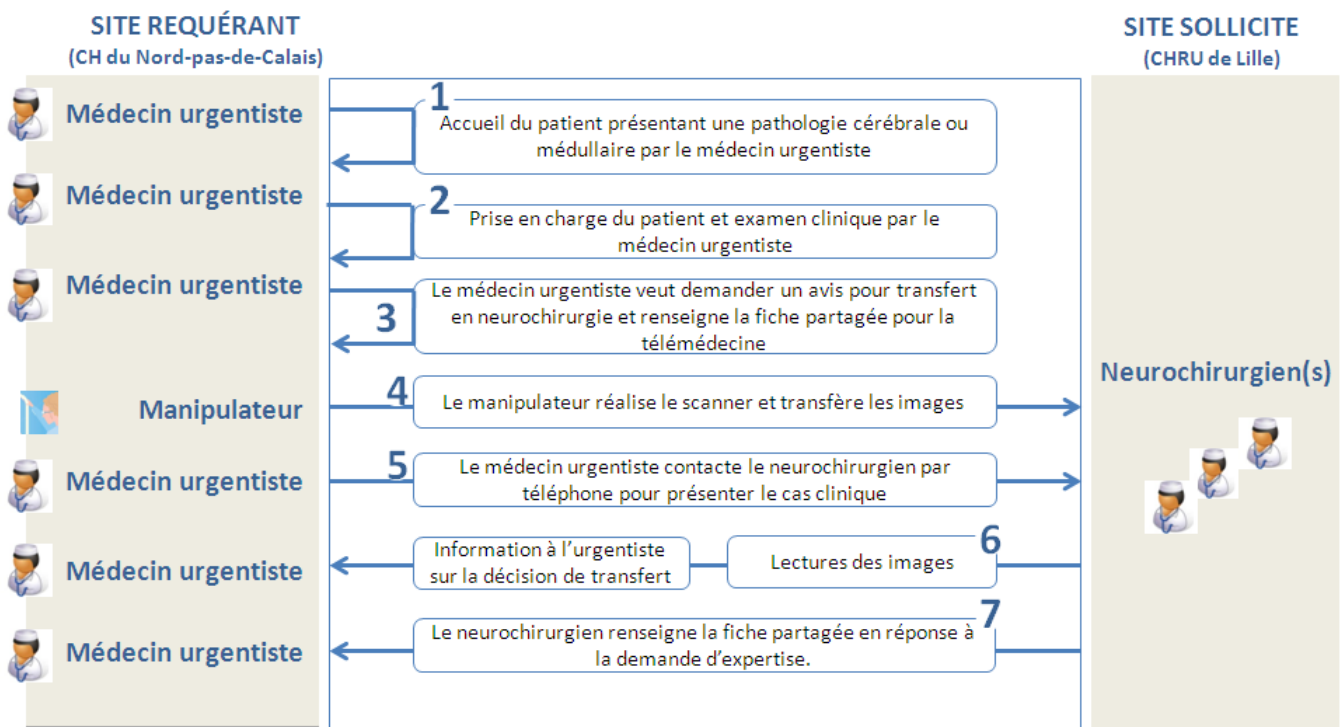 SITE REQUÉRANT
(CH du Nord-pas-de-Calais)
SITE SOLLICITE
(CHRU de Lille)
Médecin urgentiste
1
Accueil du patient présentant une pathologie cérébrale ou
médullaire par le médecin urgentiste
Médecin urgentiste
2
Prise en charge du patient et examen clinique par le
médecin urgentiste
Médecin urgentiste
3
Le médecin urgentiste veut demander un avis pour transfert
en neurochirurgie et renseigne la fiche partagée pour la
télémédecine
Neurochirurgien(s)
Manipulateur
4
Le manipulateur réalise le scanner et transfère les images
Médecin urgentiste
5
Le médecin urgentiste contacte le neurochirurgien par
téléphone pour présenter le cas clinique
Médecin urgentiste
Information à l'urgentiste
sur la décision de transfert
6
Lectures des images
Médecin urgentiste
7
Le neurochirurgien renseigne la fiche partagée en réponse à
la demande d'expertise.